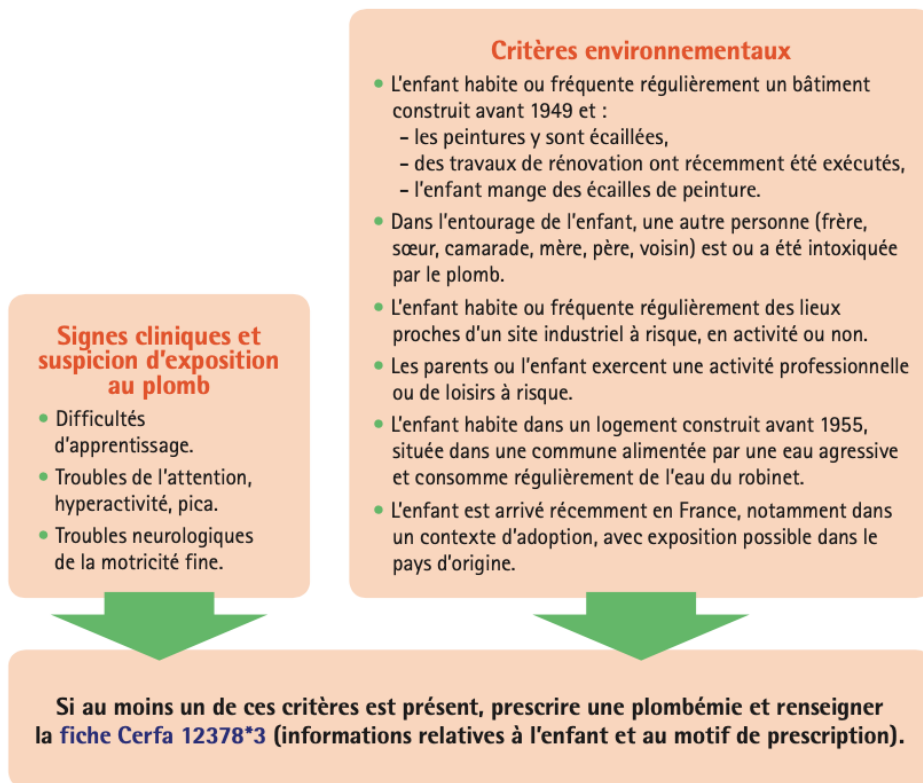 Critères environnementaux
• L'enfant habite ou fréquente régulièrement un bâtiment
construit avant 1949 et :
- les peintures y sont écaillées,
- des travaux de rénovation ont récemment été exécutés,
- l'enfant mange des écailles de peinture.
• Dans l'entourage de l'enfant, une autre personne (frère,
sœur, camarade, mère, père, voisin) est ou a été intoxiquée
par le plomb.
• L'enfant habite ou fréquente régulièrement des lieux
proches d'un site industriel à risque, en activité ou non.
• Les parents ou l'enfant exercent une activité professionnelle
ou de loisirs à risque.
• L'enfant habite dans un logement construit avant 1955,
située dans une commune alimentée par une eau agressive
et consomme régulièrement de l'eau du robinet.
• L'enfant est arrivé récemment en France, notamment dans
un contexte d'adoption, avec exposition possible dans le
pays d'origine.
Signes cliniques et
suspicion d'exposition
au plomb
• Difficultés
d'apprentissage.
• Troubles de l'attention,
hyperactivité, pica.
• Troubles neurologiques
de la motricité fine.
Si au moins un de ces critères est présent, prescrire une plombémie et renseigner
la fiche Cerfa 12378*3 (informations relatives à l'enfant et au motif de prescription).